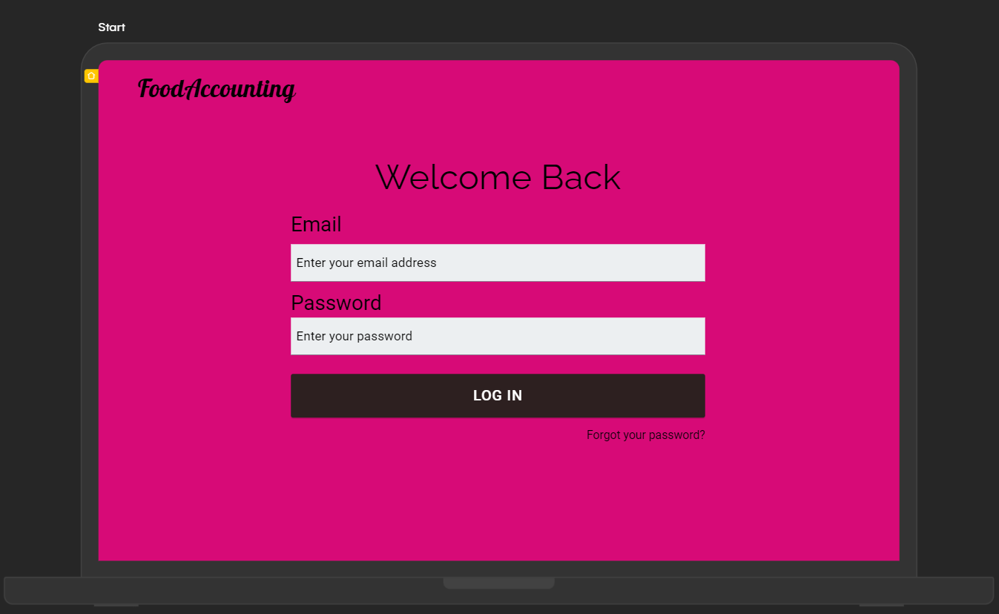 Start
FoodAccounting
Welcome Back
Email
Enter your email address
Password
Enter your password
LOG IN
Forgot your password?